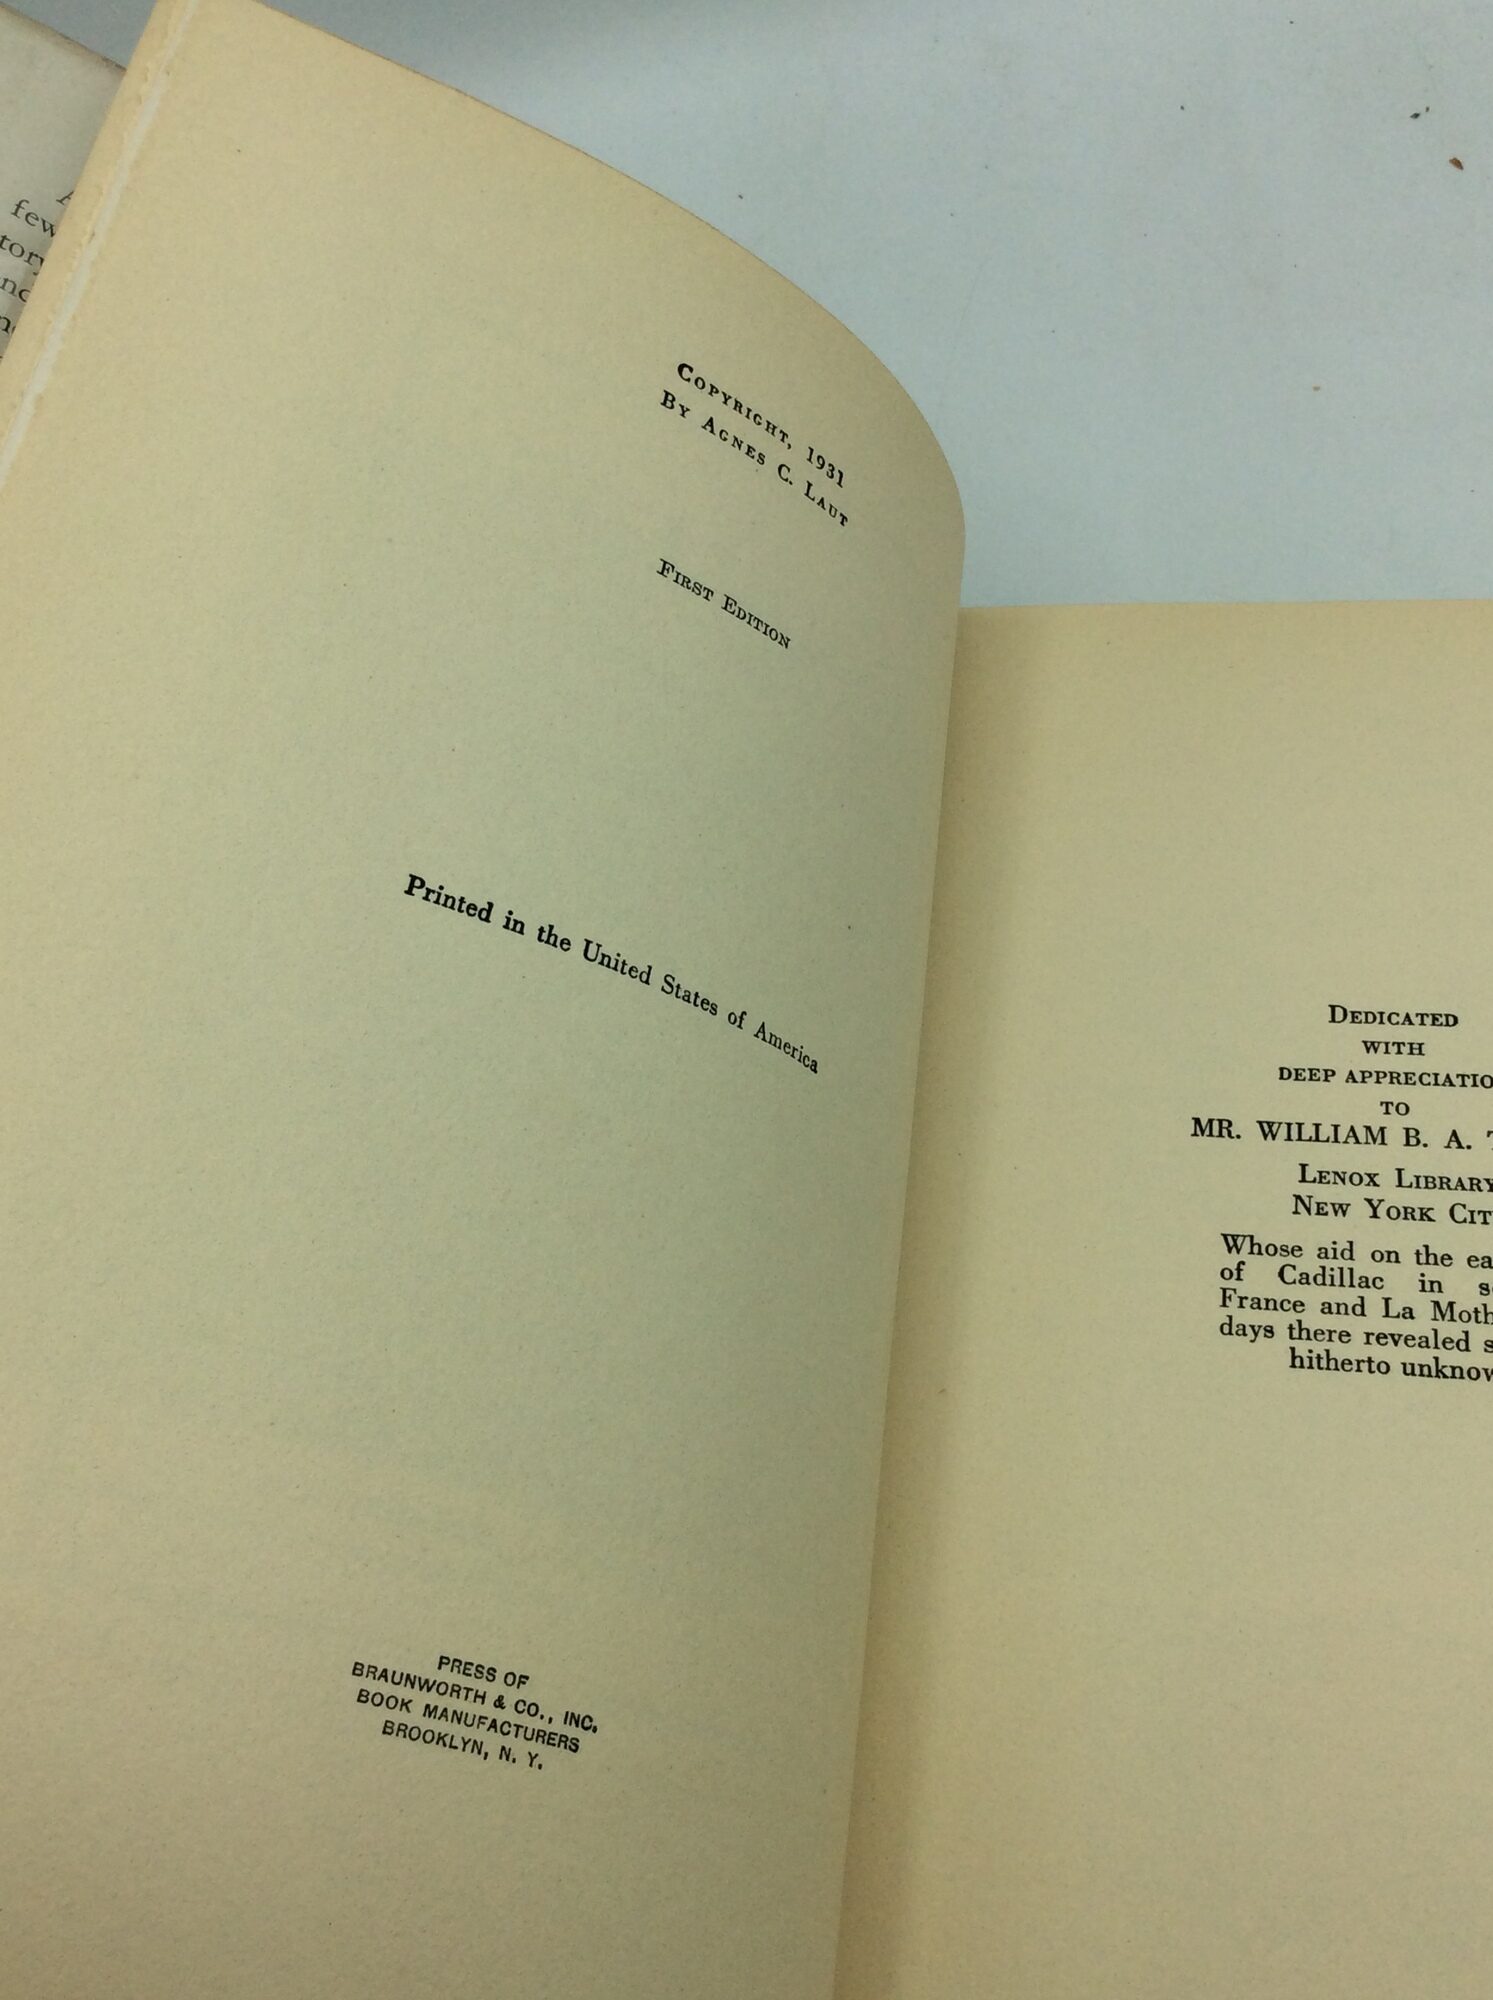 few
COPYRIGHT, 1931
BY AGNES C. LAUT
FIRST EDITION
Printed in the United States of America
PRESS OF
BRAUNWORTH & CO., INC.
BOOK MANUFACTURERS
BROOKLYN, N. Y.
DEDICATED
WITH
DEEP APPRECIATIO
TO
MR. WILLIAM B. A.
LENOX LIBRARY
NEW YORK CIT
Whose aid on the ea
of Cadillac in s
France and La Moth
days there revealed s
hitherto unknow